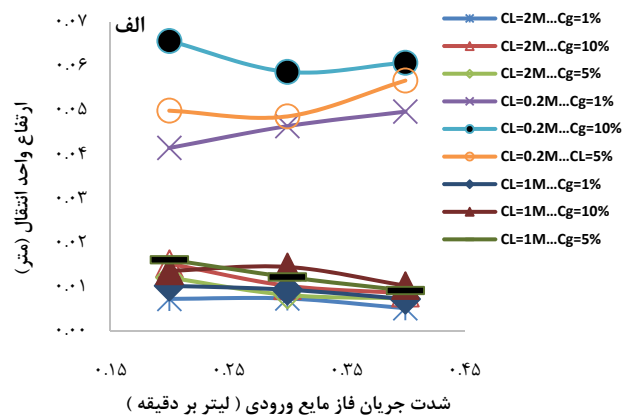 الف
۰.۰۷
۰.۰۶
۰.۰۵
۰.۰۴
۰.۰۳
۰.۰۲
۰.۰۱
۰.۰۰
ارتفاع واحد انتقال (متر)
۰.۱۵ ۰.۲۵ ۰.۳۵ ۰.۴۵
شدت جریان فاز مایع ورودی ( لیتر بر دقیقه )
CL=2M...Cg=1%
CL=2M...Cg=10%
CL=2M...Cg=5%
CL=0.2M...Cg=1%
CL=0.2M...Cg=10%
CL=0.2M...CL=5%
CL=1M...Cg=1%
CL=1M...Cg=10%
CL=1M...Cg=5%